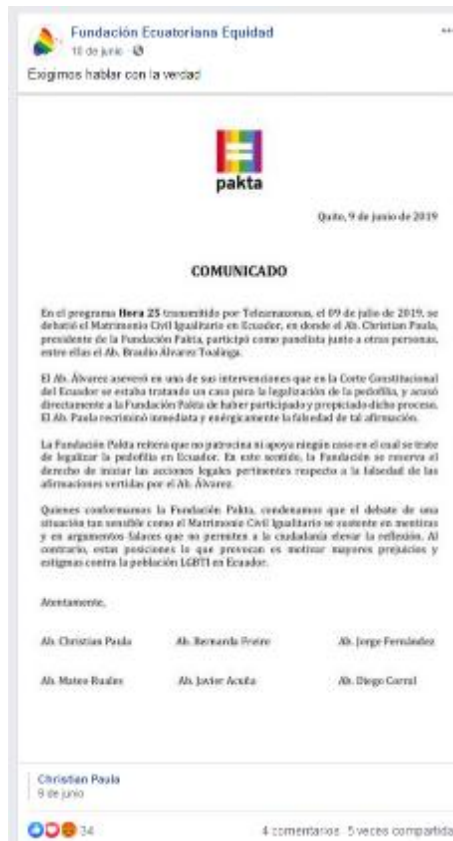 Fundación Ecuatoriana Equidad
10 de junio ·
Exigimos hablar con la verdad
pakta
Quito, 9 de junio de 2019
COMUNICADO
En el programa Hora 25 transmitido por Teleamazonas, el 09 de julio de 2019, se
debatió el Matrimonio Civil Igualitario en Ecuador, en donde el Ab. Christian Paula,
presidente de la Fundación Pakta, participó como panelista junto a otras personas,
entre ellas el Ab. Braulio Álvarez Toalinga.
El Ab. Álvarez aseveró en una de sus intervenciones que en la Corte Constitucional
del Ecuador se estaba tratando un caso para la legalización de la pedofilia, y acusó
directamente a la Fundación Pakta de haber participado y propiciado dicho proceso.
El Ab. Paula recriminó inmediata y enérgicamente la falsedad de tal afirmación.
La Fundación Pakta reitera que no patrocina ni apoya ningún caso en el cual se trate
de legalizar la pedofilia en Ecuador. En este sentido, la Fundación se reserva el
derecho de iniciar las acciones legales pertinentes respecto a la falsedad de las
afirmaciones vertidas por el Ab. Álvarez.
Quienes conformamos la Fundación Pakta, condenamos que el debate de una
situación tan sensible como el Matrimonio Civil Igualitario se sustente en mentiras
y en argumentos falaces que no permiten a la ciudadanía elevar la reflexión. Al
contrario, estas posiciones lo que provocan es motivar mayores prejuicios y
estigmas contra la población LGBTI en Ecuador.
Atentamente,
Ab. Christian Paula Ab. Bernarda Freire Ab. Jorge Fernández
Ab. Mateo Ruales Ab. Javier Acuña Ab. Diego Corral
Christian Paula
9 de junio
34 4 comentarios 5 veces compartida